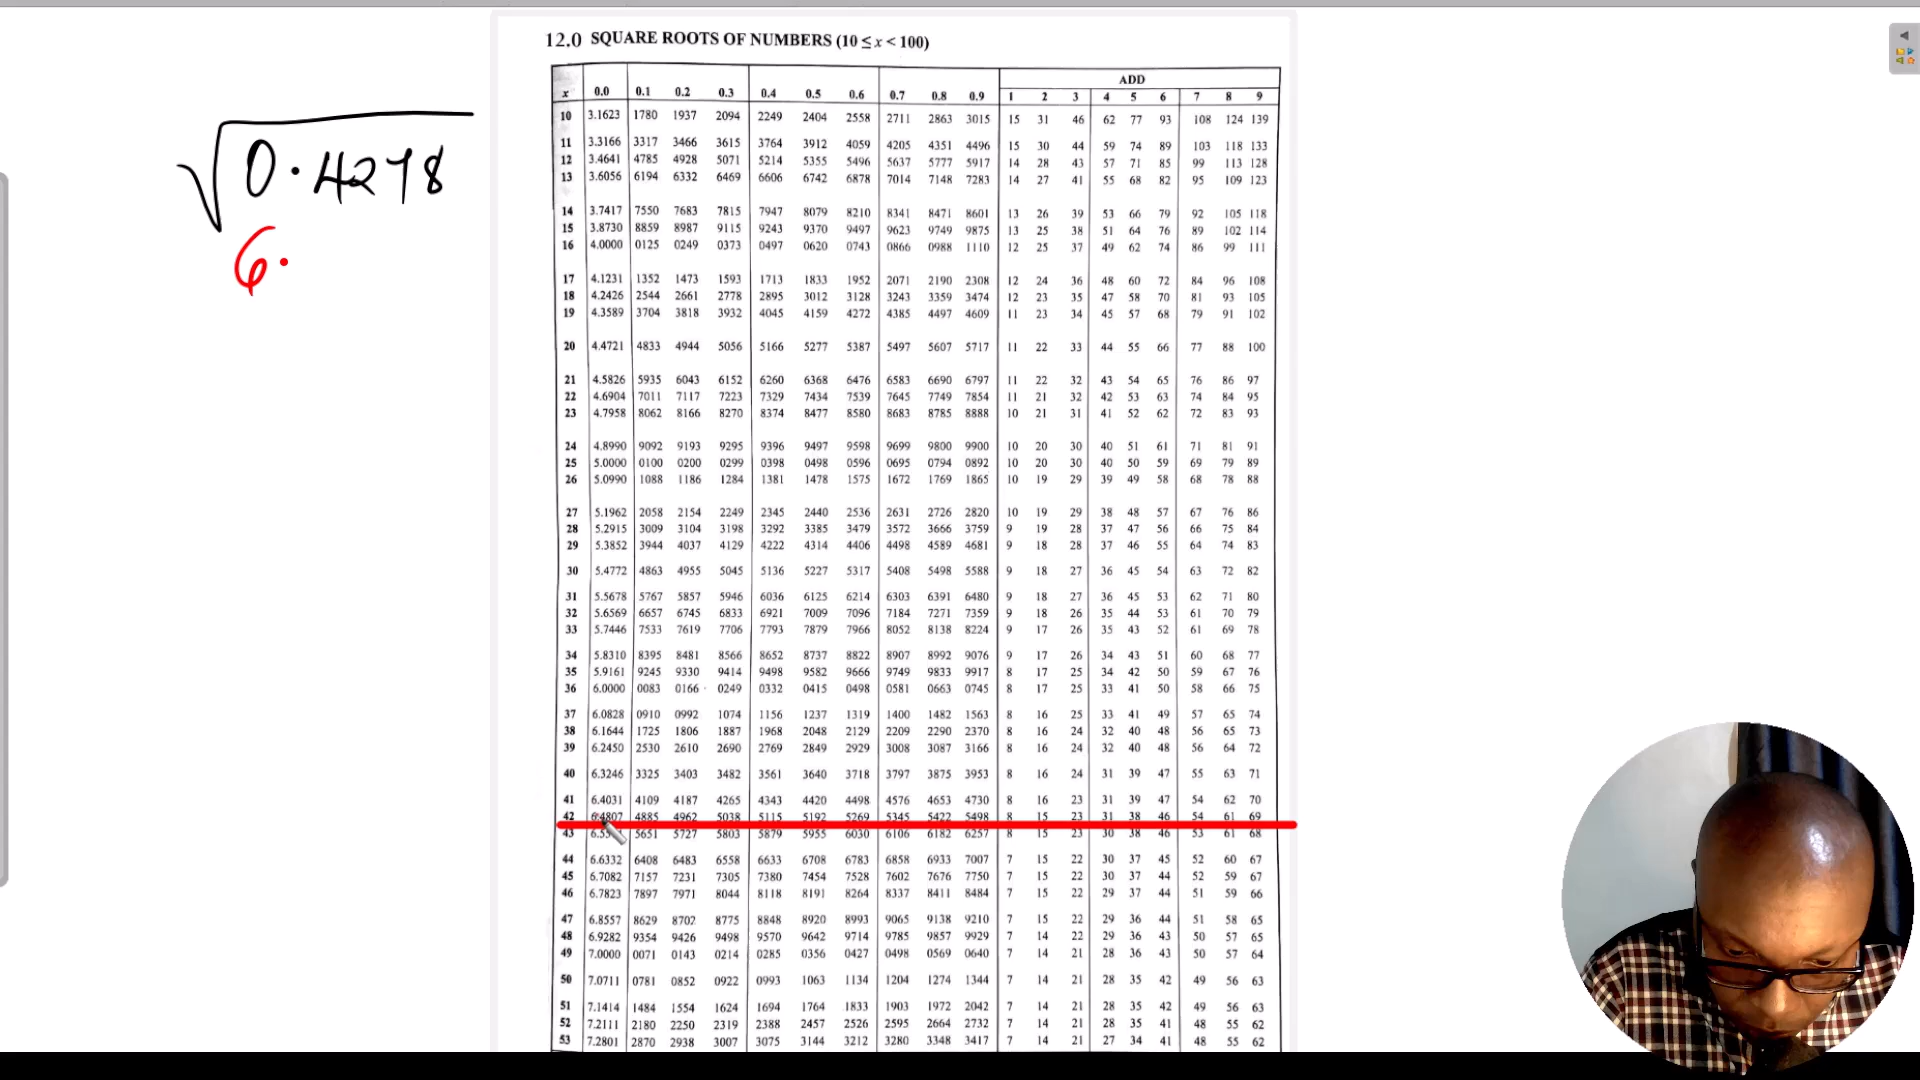 12.0 SQUARE ROOTS OF NUMBERS (10 ≤ x < 100)
ADD
x 0.0 0.1 0.2 0.3 0.4 0.5 0.6 0.7 0.8 0.9 1 2 3 4 5 6 7 8 9
10 3.1623 1780 1937 2094 2249 2404 2558 2711 2863 3015 15 31 46 62 77 93 108 124 139
11 3.3166 3317 3466 3615 3764 3912 4059 4205 4351 4496 15 30 44 59 74 89 103 118 133
12 3.4641 4785 4928 5071 5214 5355 5496 5637 5777 5917 14 28 43 57 71 85 99 113 128
13 3.6056 6194 6332 6469 6606 6742 6878 7014 7148 7283 14 27 41 55 68 82 95 109 123
14 3.7417 7550 7683 7815 7947 8079 8210 8341 8471 8601 13 26 39 53 66 79 92 105 118
15 3.8730 8859 8987 9115 9243 9370 9497 9623 9749 9875 13 25 38 51 64 76 89 102 114
16 4.0000 0125 0249 0373 0497 0620 0743 0866 0988 1110 12 25 37 49 62 74 86 99 111
17 4.1231 1352 1473 1593 1713 1833 1952 2071 2190 2308 12 24 36 48 60 72 84 96 108
18 4.2426 2544 2661 2778 2895 3012 3128 3243 3359 3474 12 23 35 47 58 70 81 93 105
19 4.3589 3704 3818 3932 4045 4159 4272 4385 4497 4609 11 23 34 45 57 68 79 91 102
20 4.4721 4833 4944 5056 5166 5277 5387 5497 5607 5717 11 22 33 44 55 66 77 88 100
21 4.5826 5935 6043 6152 6260 6368 6476 6583 6690 6797 11 22 32 43 54 65 76 86 97
22 4.6904 7011 7117 7223 7329 7434 7539 7645 7749 7854 11 21 32 42 53 63 74 84 95
23 4.7958 8062 8166 8270 8374 8477 8580 8683 8785 8888 10 21 31 41 52 62 72 83 93
24 4.8990 9092 9193 9295 9396 9497 9598 9699 9800 9900 10 20 30 40 51 61 71 81 91
25 5.0000 0100 0200 0299 0398 0498 0596 0695 0794 0892 10 20 30 40 50 59 69 79 89
26 5.0990 1088 1186 1284 1381 1478 1575 1672 1769 1865 10 19 29 39 49 58 68 78 88
27 5.1962 2058 2154 2249 2345 2440 2536 2631 2726 2820 10 19 29 38 48 57 67 76 86
28 5.2915 3009 3104 3198 3292 3385 3479 3572 3666 3759 9 19 28 37 47 56 66 75 84
29 5.3852 3944 4037 4129 4222 4314 4406 4498 4589 4681 9 18 28 37 46 55 64 74 83
30 5.4772 4863 4955 5045 5136 5227 5317 5408 5498 5588 9 18 27 36 45 54 63 72 82
31 5.5678 5767 5857 5946 6036 6125 6214 6303 6391 6480 9 18 27 36 45 53 62 71 80
32 5.6569 6657 6745 6833 6921 7009 7096 7184 7271 7359 9 18 26 35 44 53 61 70 79
33 5.7446 7533 7619 7706 7793 7879 7966 8052 8138 8224 9 17 26 35 43 52 61 69 78
34 5.8310 8395 8481 8566 8652 8737 8822 8907 8992 9076 9 17 26 34 43 51 60 68 77
35 5.9161 9245 9330 9414 9498 9582 9666 9749 9833 9917 8 17 25 34 42 50 59 67 76
36 6.0000 0083 0166 0249 0332 0415 0498 0581 0663 0745 8 17 25 33 41 50 58 66 75
37 6.0828 0910 0992 1074 1156 1237 1319 1400 1482 1563 8 16 25 33 41 49 57 65 74
38 6.1644 1725 1806 1887 1968 2048 2129 2209 2290 2370 8 16 24 32 40 48 56 65 73
39 6.2450 2530 2610 2690 2769 2849 2929 3008 3087 3166 8 16 24 32 40 48 56 64 72
40 6.3246 3325 3403 3482 3561 3640 3718 3797 3875 3953 8 16 24 31 39 47 55 63 71
41 6.4031 4109 4187 4265 4343 4420 4498 4576 4653 4730 8 16 23 31 39 47 54 62 70
42 6.4807 4885 4962 5038 5115 5192 5269 5345 5422 5498 8 15 23 31 38 46 54 61 69
43 5651 5727 5803 5879 5955 6030 6106 6182 6257 8 15 23 30 38 46 53 61 68
44 6.6332 6408 6483 6558 6633 6708 6783 6858 6933 7007 7 15 22 30 37 45 52 60 67
45 6.7082 7157 7231 7305 7380 7454 7528 7602 7676 7750 7 15 22 30 37 44 52 59 67
46 6.7823 7897 7971 8044 8118 8191 8264 8337 8411 8484 7 15 22 29 37 44 51 59 66
47 6.8557 8629 8702 8775 8848 8920 8993 9065 9138 9210 7 15 22 29 36 44 51 58 65
48 6.9282 9354 9426 9498 9570 9642 9714 9785 9857 9929 7 14 22 29 36 43 50 57 65
49 7.0000 0071 0143 0214 0285 0356 0427 0498 0569 0640 7 14 21 28 36 43 50 57 64
50 7.0711 0781 0852 0922 0993 1063 1134 1204 1274 1344 7 14 21 28 35 42 49 56 63
51 7.1414 1484 1554 1624 1694 1764 1833 1903 1972 2042 7 14 21 28 35 42 49 56 63
52 7.2111 2180 2250 2319 2388 2457 2526 2595 2664 2732 7 14 21 28 35 41 48 55 62
53 7.2801 2870 2938 3007 3075 3144 3212 3280 3348 3417 7 14 21 27 34 41 48 55 62
√0.4278
6.